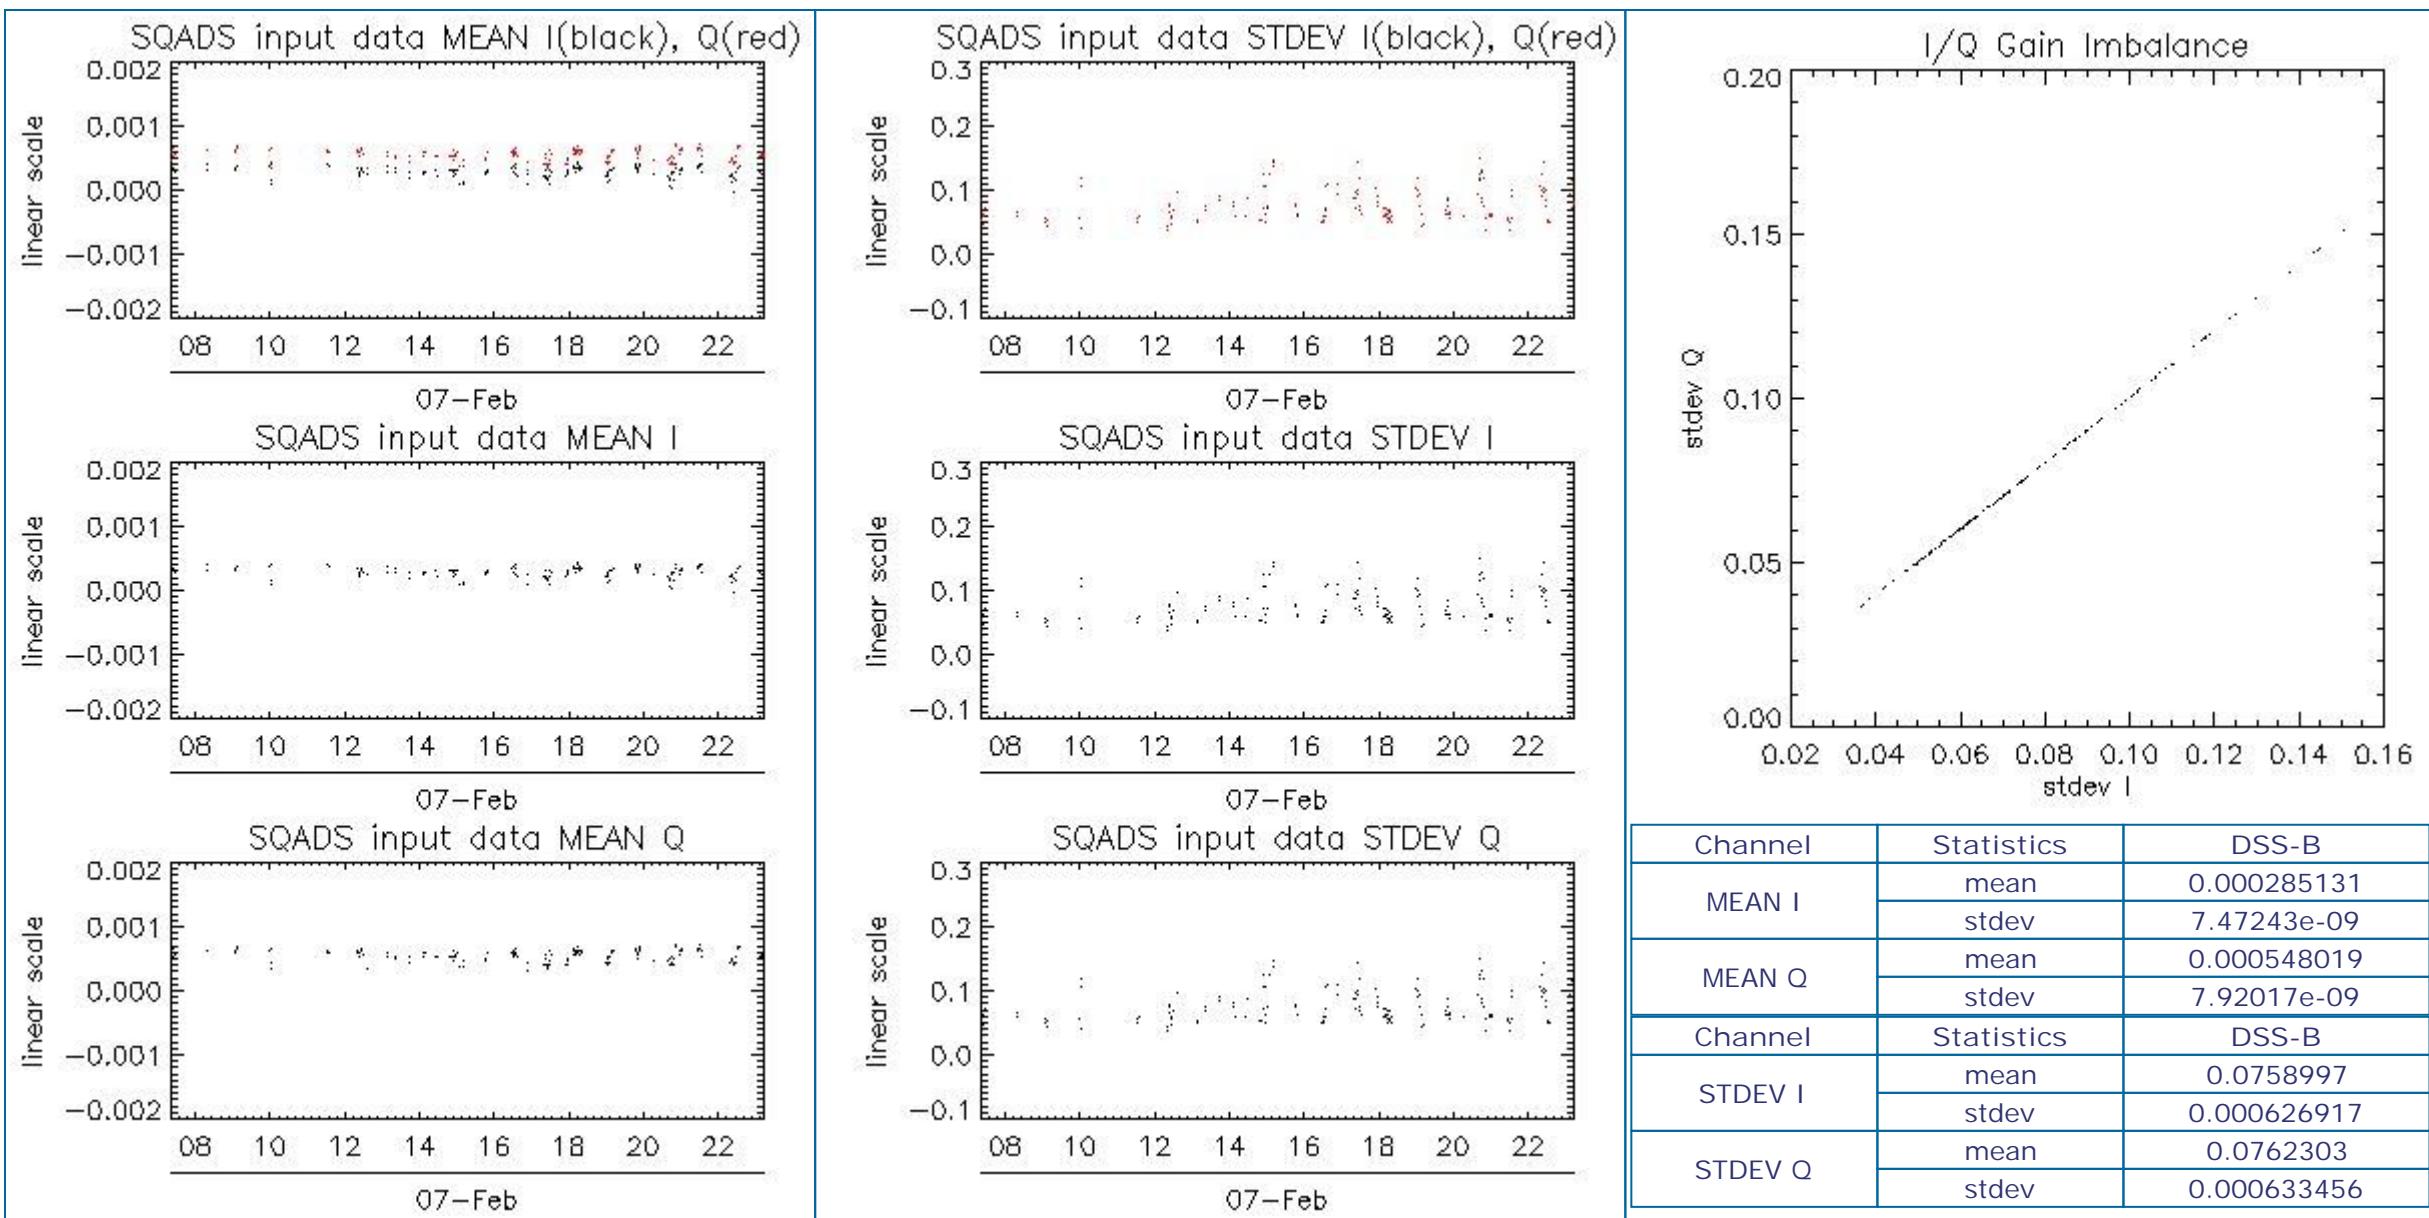 SQADS input data MEAN I(black), Q(red)
0.002
0.001
0.000
−0.001
−0.002
linear scale
08 10 12 14 16 18 20 22
07−Feb
SQADS input data MEAN I
0.002
0.001
0.000
−0.001
−0.002
linear scale
08 10 12 14 16 18 20 22
07−Feb
SQADS input data MEAN Q
0.002
0.001
0.000
−0.001
−0.002
linear scale
08 10 12 14 16 18 20 22
07−Feb
SQADS input data STDEV I(black), Q(red)
0.3
0.2
0.1
0.0
−0.1
linear scale
08 10 12 14 16 18 20 22
07−Feb
SQADS input data STDEV I
0.3
0.2
0.1
0.0
−0.1
linear scale
08 10 12 14 16 18 20 22
07−Feb
SQADS input data STDEV Q
0.3
0.2
0.1
0.0
−0.1
linear scale
08 10 12 14 16 18 20 22
07−Feb
I/Q Gain Imbalance
0.20
0.15
0.10
0.05
0.00
stdev Q
0.02 0.04 0.06 0.08 0.10 0.12 0.14 0.16
stdev I
Channel Statistics DSS-B
MEAN I mean 0.000285131
stdev 7.47243e-09
MEAN Q mean 0.000548019
stdev 7.92017e-09
Channel Statistics DSS-B
STDEV I mean 0.0758997
stdev 0.000626917
STDEV Q mean 0.0762303
stdev 0.000633456